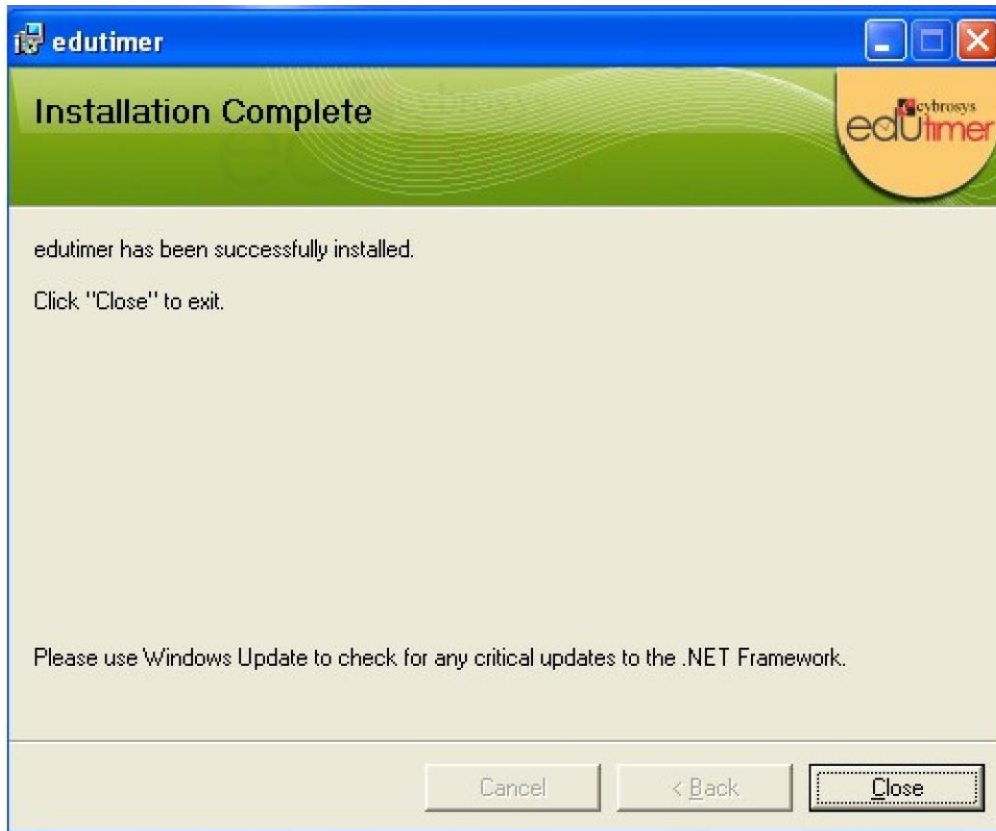 edutimer
Installation Complete
cybrosys
edutimer
edutimer has been successfully installed.
Click "Close" to exit.
Please use Windows Update to check for any critical updates to the .NET Framework.
Cancel
< Back
Close